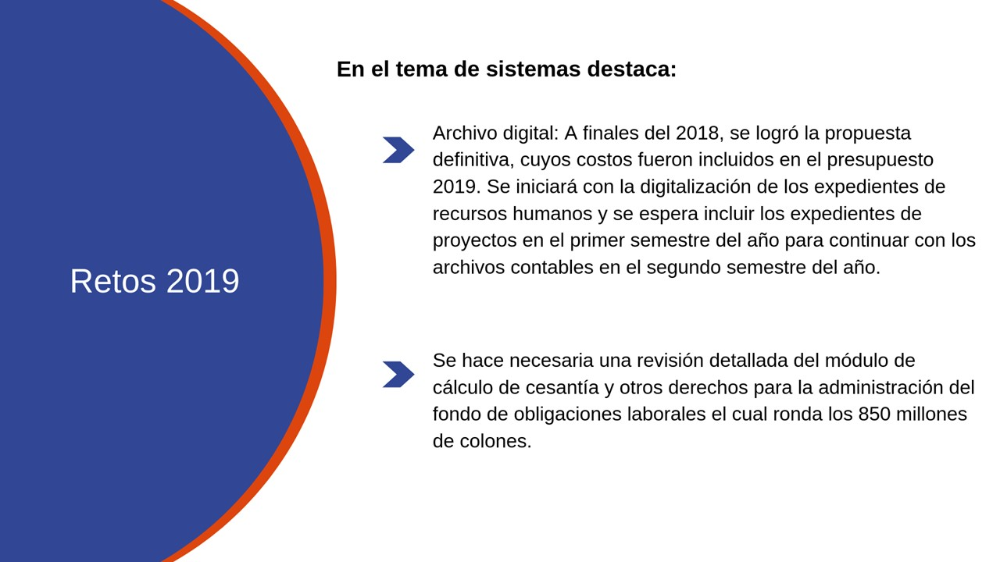 Retos 2019
En el tema de sistemas destaca:
Archivo digital: A finales del 2018, se logró la propuesta
definitiva, cuyos costos fueron incluidos en el presupuesto
2019. Se iniciará con la digitalización de los expedientes de
recursos humanos y se espera incluir los expedientes de
proyectos en el primer semestre del año para continuar con los
archivos contables en el segundo semestre del año.
Se hace necesaria una revisión detallada del módulo de
cálculo de cesantía y otros derechos para la administración del
fondo de obligaciones laborales el cual ronda los 850 millones
de colones.